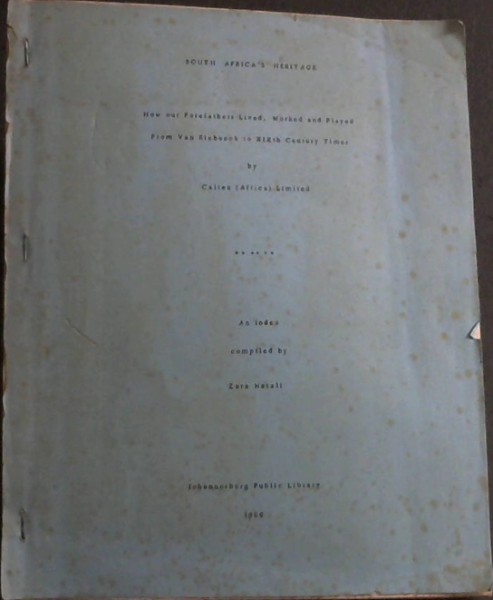 SOUTH AFRICA'S HERITAGE
How our Forefathers Lived, Worked and Played
From Van Riebeeck to XIXth Century Times
by
Caltex (Africa) Limited
An index
compiled by
Zara
Johannesburg Public Library